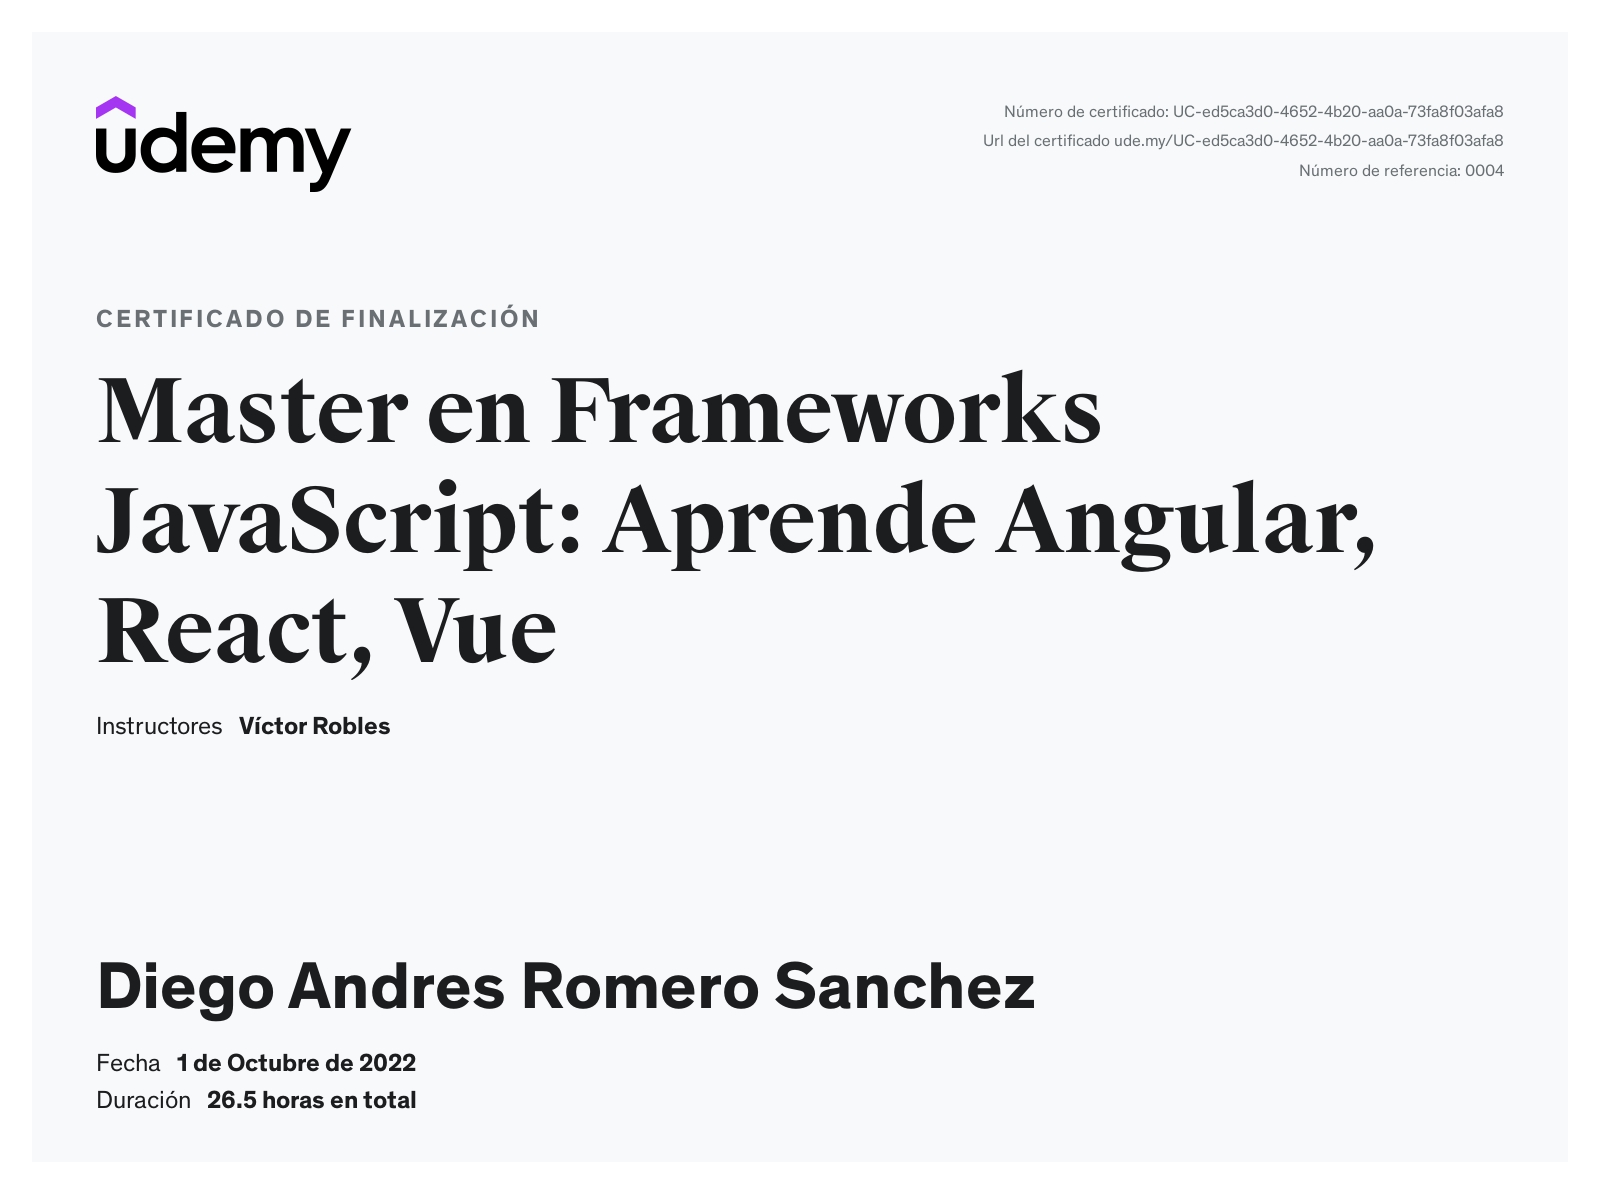 udemy
Número de certificado: UC-ed5ca3d0-4652-4b20-aa0a-73fa8f03afa8
Url del certificado ude.my/UC-ed5ca3d0-4652-4b20-aa0a-73fa8f03afa8
Número de referencia: 0004
CERTIFICADO DE FINALIZACIÓN
Master en Frameworks
JavaScript: Aprende Angular,
React, Vue
Instructores Víctor Robles
Diego Andres Romero Sanchez
Fecha 1 de Octubre de 2022
Duración 26.5 horas en total